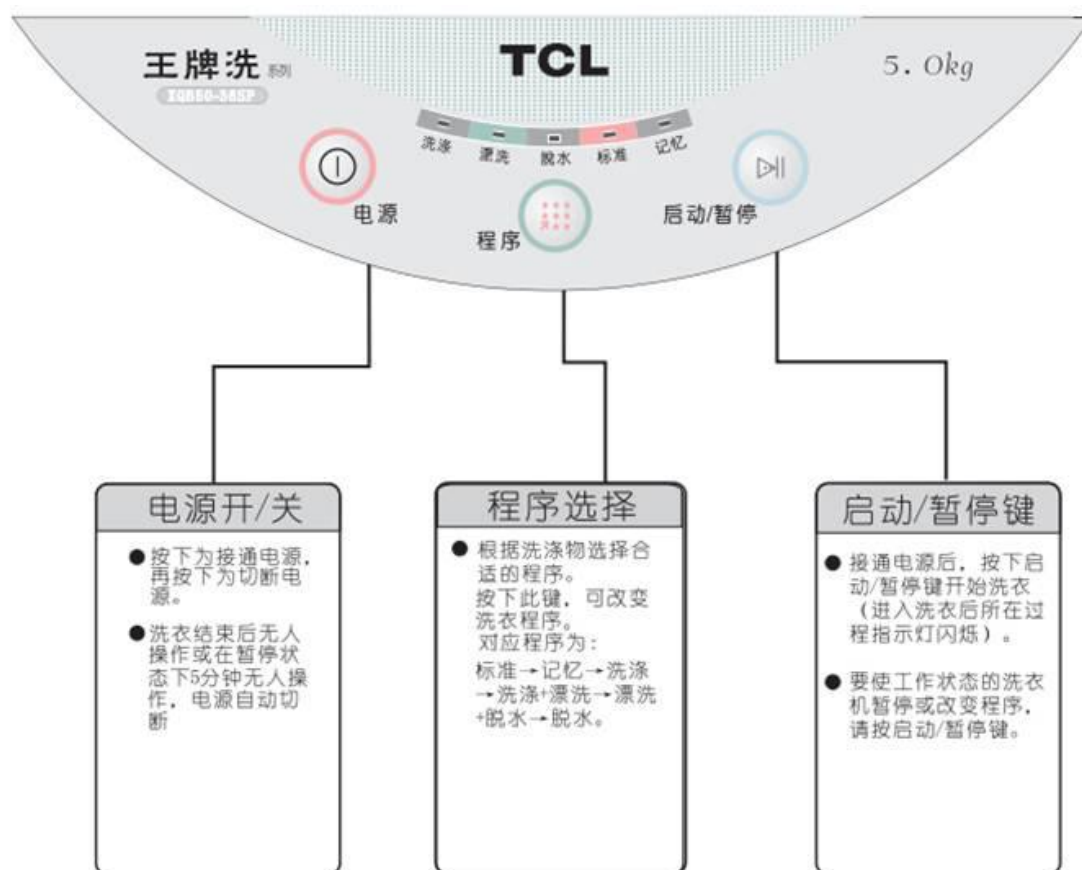 王牌洗 系列
TCL
5.0kg
XQB50-36SP
洗涤 漂洗 脱水 标准 记忆
电源
程序
启动/暂停
电源开/关
●按下为接通电源,
再按下为切断电
源。
●洗衣结束后无人
操作或在暂停状
态下5分钟无人操
作, 电源自动切
断
程序选择
● 根据洗涤物选择合
适的程序。
按下此键, 可改变
洗衣程序。
对应程序为:
标准→记忆→洗涤
→洗涤+漂洗→漂洗
+脱水→脱水。
启动/暂停键
● 接通电源后, 按下启
动/暂停键开始洗衣
(进入洗衣后所在过
程指示灯闪烁)。
● 要使工作状态的洗衣
机暂停或改变程序,
请按启动/暂停键。